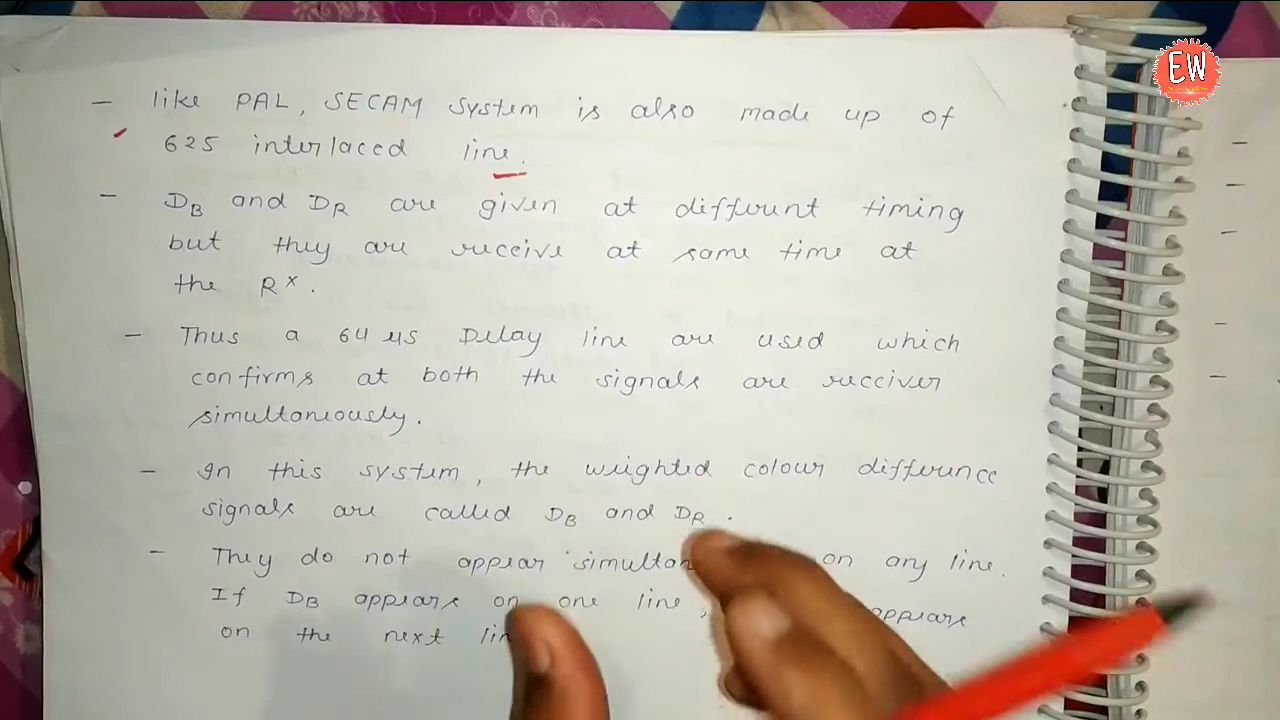 EW
- like PAL, SECAM system is also made up of
625 interlaced line.
- DB and DR are given at different timing
but they are receive at same time at
the Rx.
- Thus a 64 us Delay line are used which
confirms at both the signals are receiver
simultaneously.
- In this system, the weighted colour difference
signals are called DB and DR.
- They do not appear on any line.
If DB appears on one line, appears
on the next